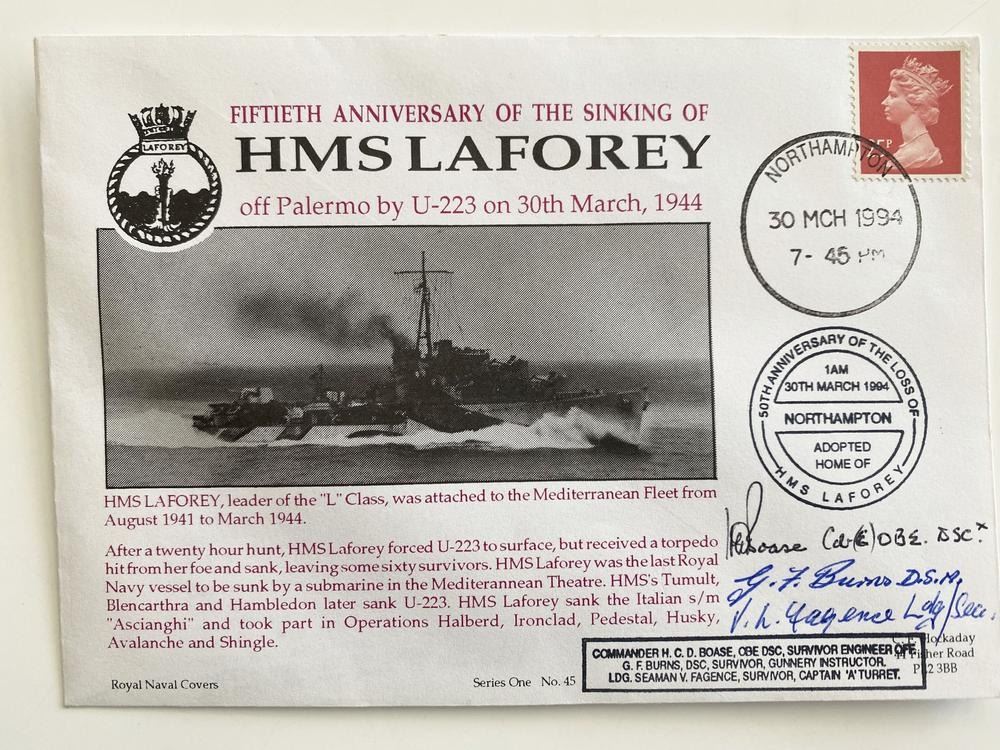 FIFTIETH ANNIVERSARY OF THE SINKING OF
HMS LAFOREY
off Palermo by U-223 on 30th March, 1944
LAFOREY
NORTHAMPTON
30 MCH 1994
7- 45 PM
50TH ANNIVERSARY OF THE LOSS OF
1AM
30TH MARCH 1994
NORTHAMPTON
ADOPTED
HOME OF
HMS LAFOREY
HMS LAFOREY, leader of the "L" Class, was attached to the Mediterranean Fleet from
August 1941 to March 1944.
After a twenty hour hunt, HMS Laforey forced U-223 to surface, but received a torpedo
hit from her foe and sank, leaving some sixty survivors. HMS Laforey was the last Royal
Navy vessel to be sunk by a submarine in the Mediterannean Theatre. HMS's Tumult,
Blencarthra and Hambledon later sank U-223. HMS Laforey sank the Italian s/m
"Ascianghi" and took part in Operations Halberd, Ironclad, Pedestal, Husky,
Avalanche and Shingle.
Boase Cdr(E) OBE. DSC*
G. F. Burns D.S.M.
V. L. Fagence Ldg/Sea.
Hockaday
Fisher Road
2 3BB
COMMANDER H. C. D. BOASE, OBE DSC, SURVIVOR ENGINEER OFF.
G. F. BURNS, DSC, SURVIVOR, GUNNERY INSTRUCTOR.
LDG. SEAMAN V. FAGENCE, SURVIVOR, CAPTAIN 'A' TURRET.
Royal Naval Covers
Series One No. 45